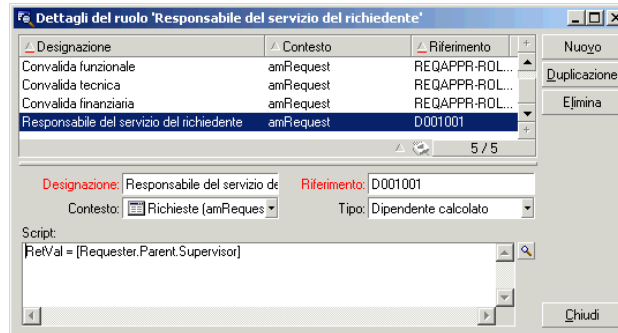 Dettagli del ruolo 'Responsabile del servizio del richiedente'
Designazione Contesto Riferimento
Convalida funzionale amRequest REQAPPR-ROL...
Convalida tecnica amRequest REQAPPR-ROL...
Convalida finanziaria amRequest REQAPPR-ROL...
Responsabile del servizio del richiedente amRequest D001001
5 / 5
Nuovo
Duplicazione
Elimina
Designazione: Responsabile del servizio de Riferimento: D001001
Contesto: Richieste (amReques Tipo: Dipendente calcolato
Script:
RetVal = [Requester.Parent.Supervisor]
Chiudi